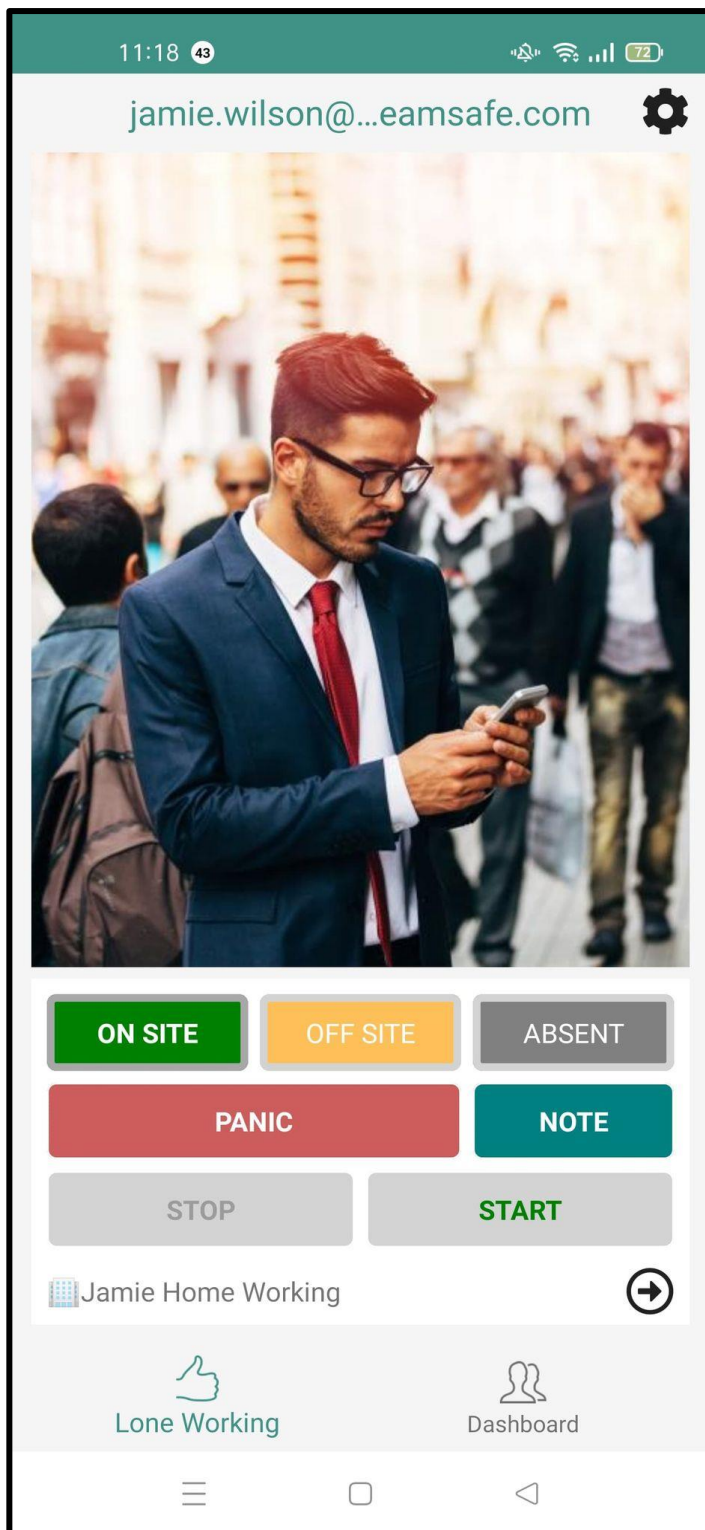 11:18 43 72
jamie.wilson@...eamsafe.com
ON SITE OFF SITE ABSENT
PANIC NOTE
STOP START
Jamie Home Working
Lone Working Dashboard